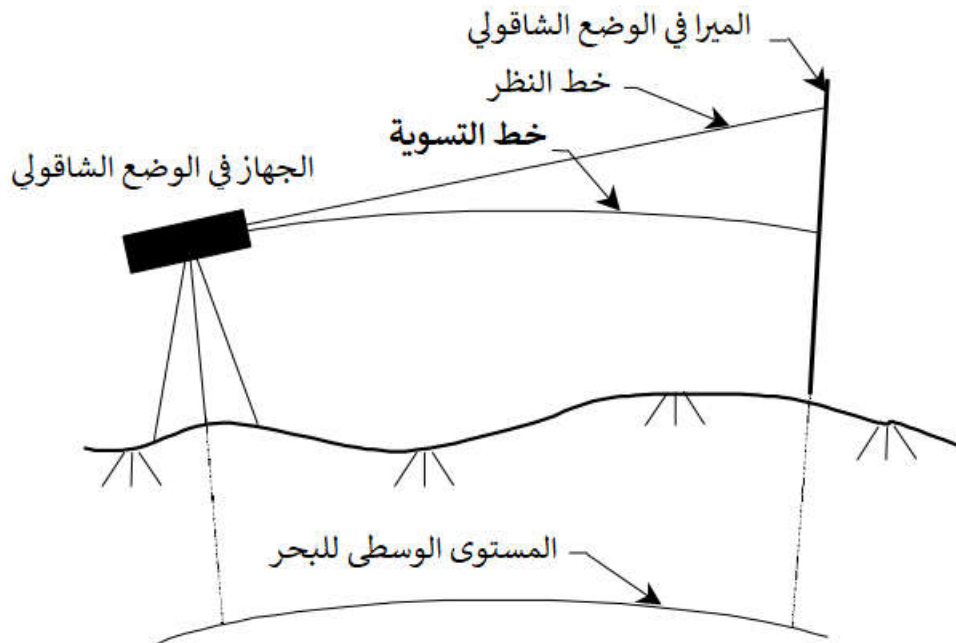 الميرا في الوضع الشاقولي
خط النظر
خط التسوية
الجهاز في الوضع الشاقولي
المستوى الوسطى للبحر